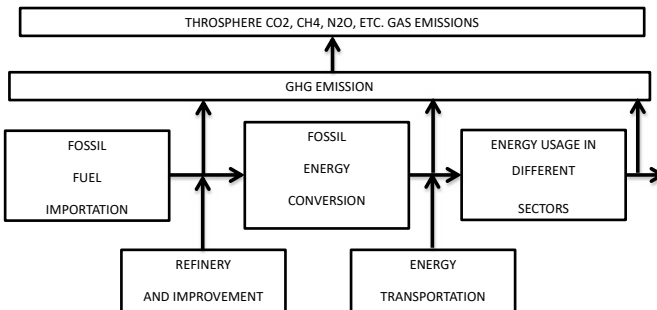 THROSPHERE CO2, CH4, N2O, ETC. GAS EMISSIONS
GHG EMISSION
FOSSIL
FUEL
IMPORTATION
FOSSIL
ENERGY
CONVERSION
ENERGY USAGE IN
DIFFERENT
SECTORS
REFINERY
AND IMPROVEMENT
ENERGY
TRANSPORTATION